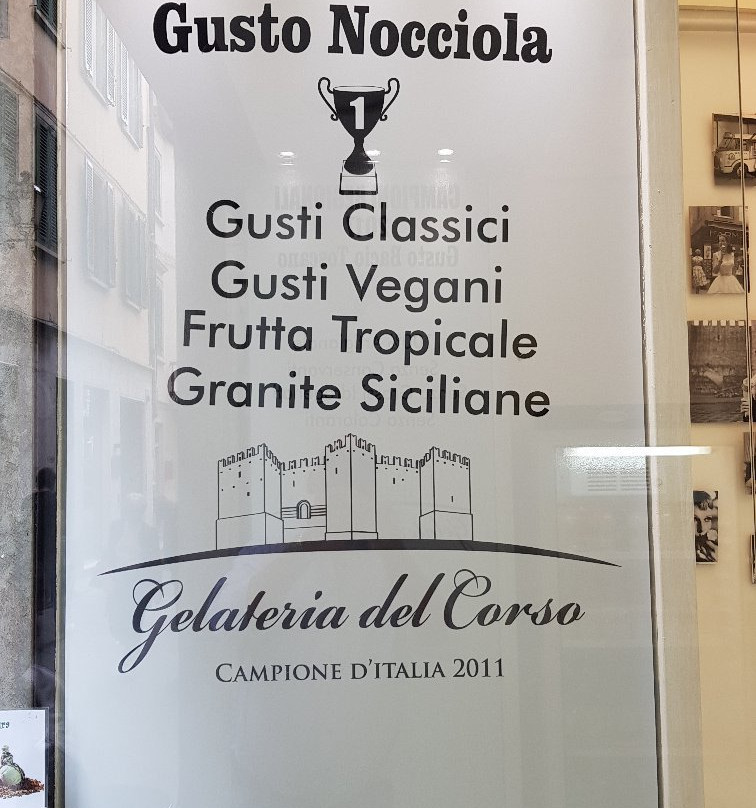 Gusto Nocciola
1
Gusti Classici
Gusti Vegani
Frutta Tropicale
Granite Siciliane
Gelateria del Corso
CAMPIONE D'ITALIA 2011